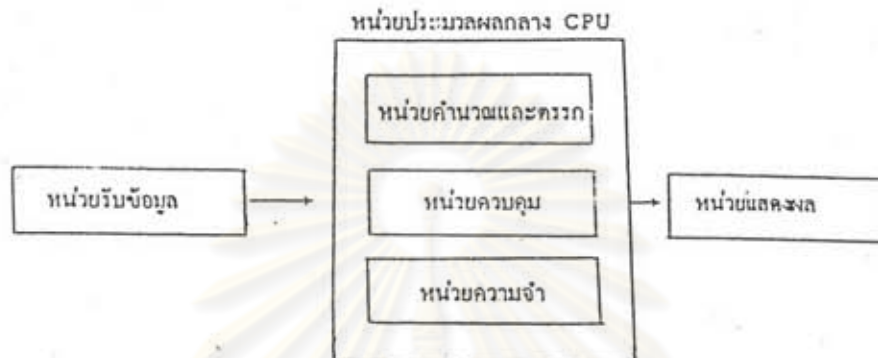 หน่วยประมวลผลกลาง CPU
หน่วยคำนวณและตรรก
หน่วยรับข้อมูล
หน่วยควบคุม
หน่วยแสดงผล
หน่วยความจำ